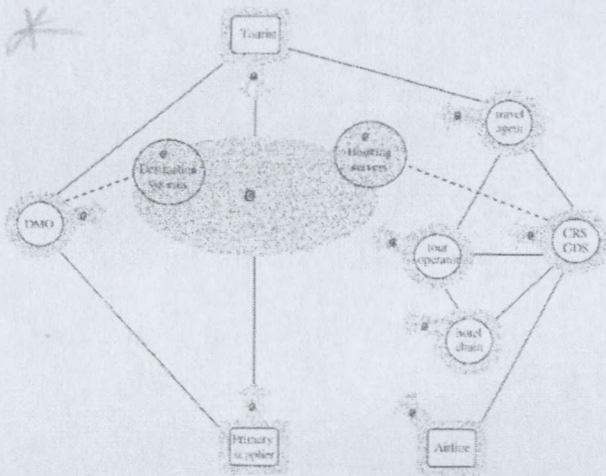 Tourist
travel
agent
Destination
systems
Booking
servers
DMO
CRS
GDS
tour
operator
hotel
chain
Primary
supplier
Airline